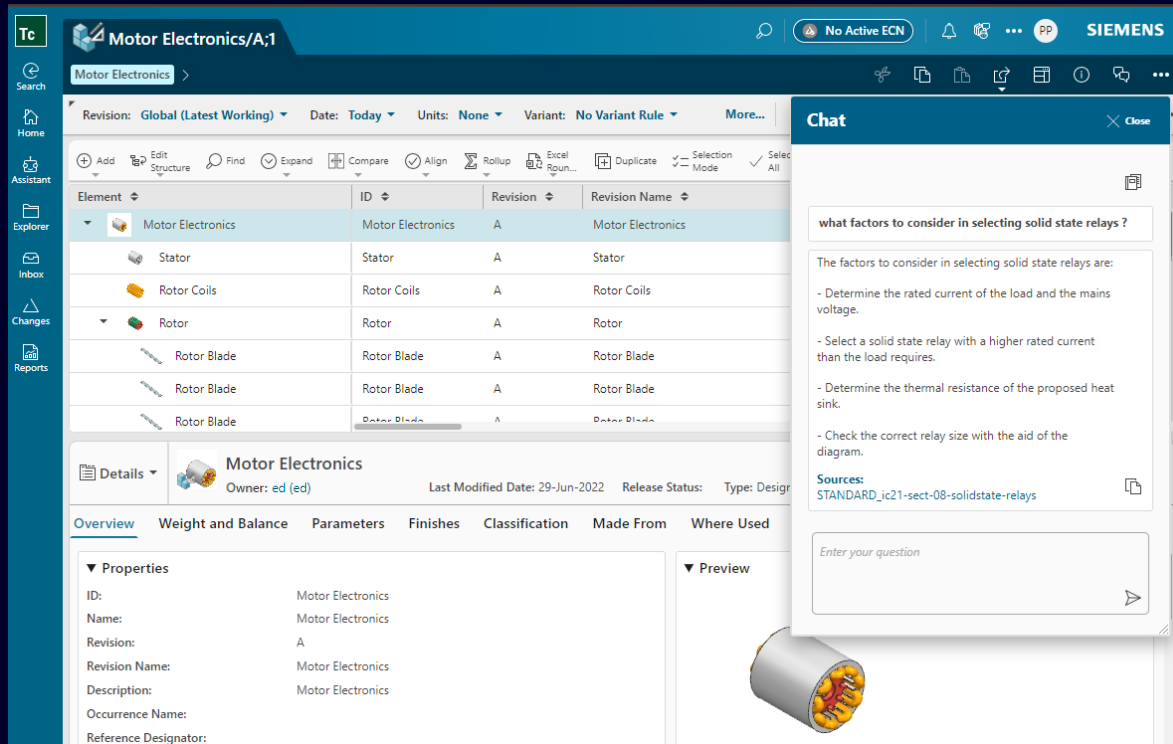 Tc
Motor Electronics/A;1
No Active ECN
PP
SIEMENS
Search
Home
Assistant
Explorer
Inbox
Changes
Reports
Motor Electronics
Revision: Global (Latest Working) Date: Today Units: None Variant: No Variant Rule More...
Add Edit Structure Find Expand Compare Align Rollup Excel Roun... Duplicate Selection Mode Selec All
Element ID Revision Revision Name
Motor Electronics Motor Electronics A Motor Electronics
Stator Stator A Stator
Rotor Coils Rotor Coils A Rotor Coils
Rotor Rotor A Rotor
Rotor Blade Rotor Blade A Rotor Blade
Rotor Blade Rotor Blade A Rotor Blade
Rotor Blade Rotor Blade A Rotor Blade
Details
Motor Electronics
Owner: ed (ed) Last Modified Date: 29-Jun-2022 Release Status: Type: Design
Overview Weight and Balance Parameters Finishes Classification Made From Where Used
Properties
ID: Motor Electronics
Name: Motor Electronics
Revision: A
Revision Name: Motor Electronics
Description: Motor Electronics
Occurrence Name:
Reference Designator:
Preview
Chat
Close
what factors to consider in selecting solid state relays ?
The factors to consider in selecting solid state relays are:
- Determine the rated current of the load and the mains
voltage.
- Select a solid state relay with a higher rated current
than the load requires.
- Determine the thermal resistance of the proposed heat
sink.
- Check the correct relay size with the aid of the
diagram.
Sources:
STANDARD_ic21-sect-08-solidstate-relays
Enter your question